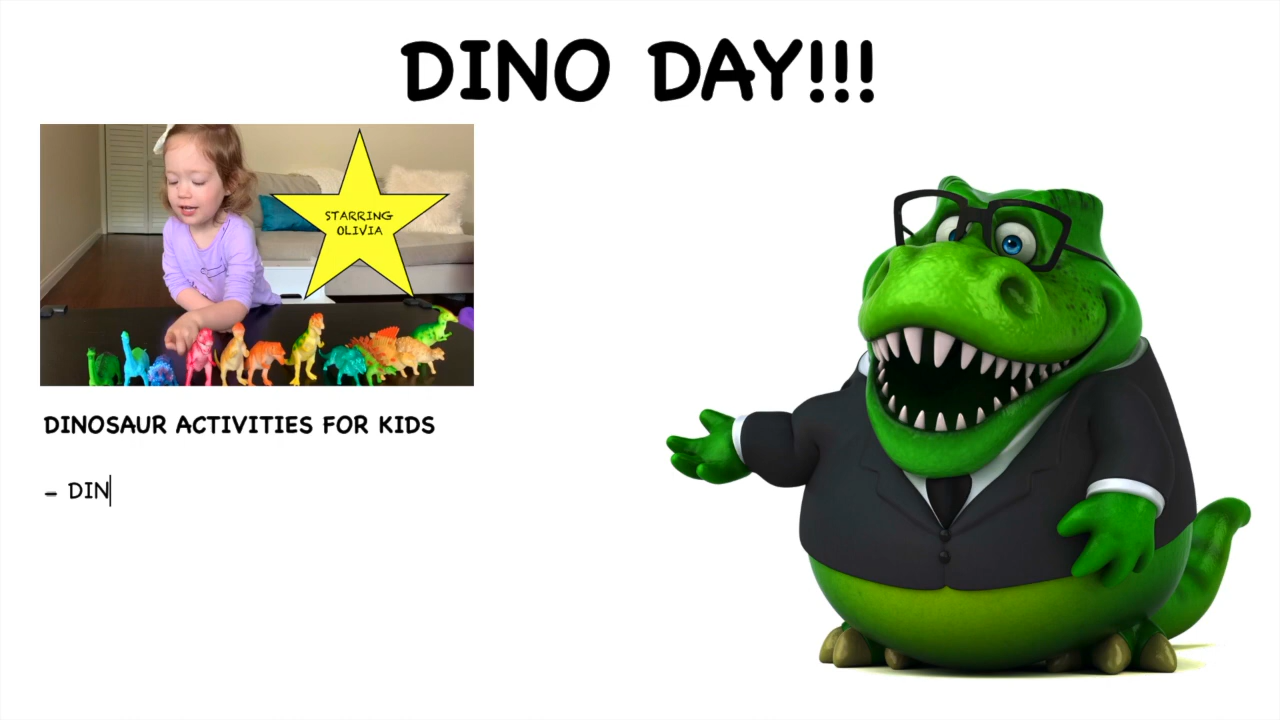 DINO DAY!!!
STARRING
OLIVIA
DINOSAUR ACTIVITIES FOR KIDS
- DIN